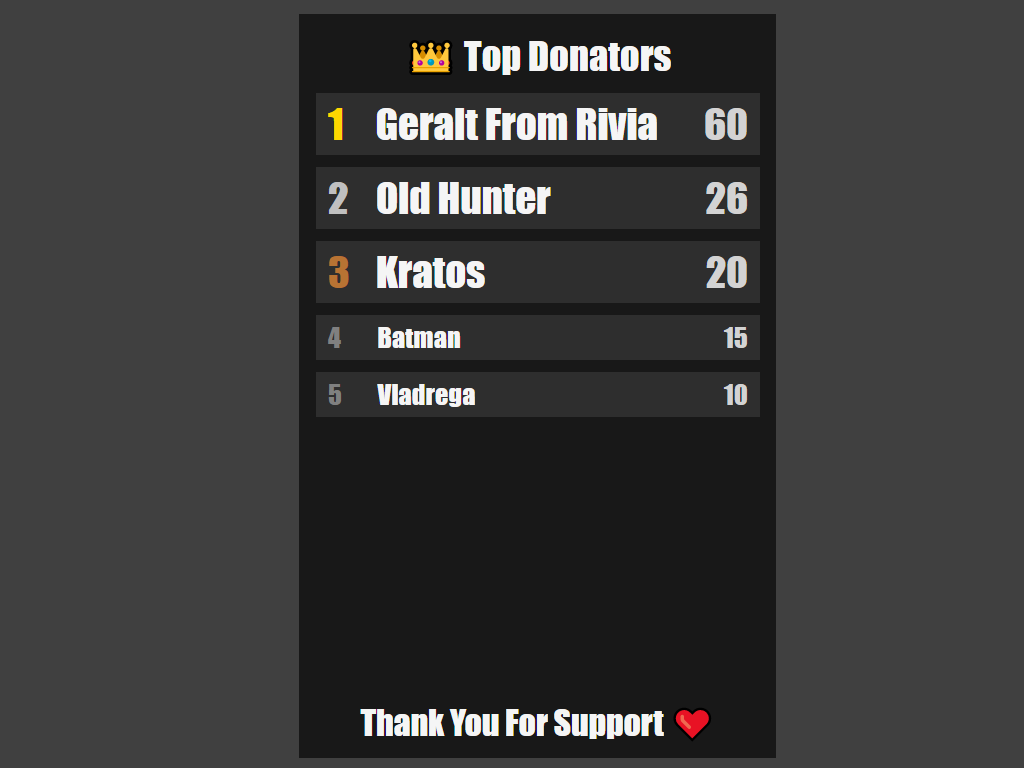 Top Donators
1 Geralt From Rivia 60
2 Old Hunter 26
3 Kratos 20
4 Batman 15
5 Vladrega 10
Thank You For Support